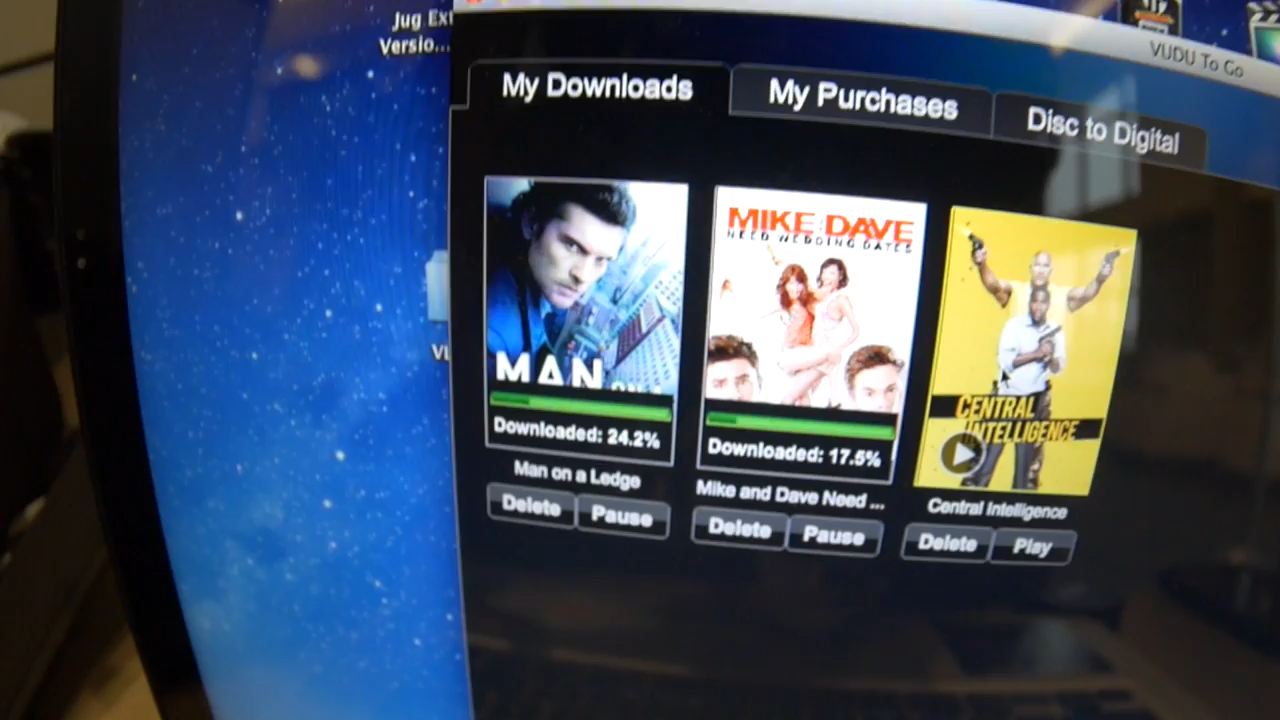 Jug Ext
Versio...
VUDU To Go
My Downloads
My Purchases
Disc to Digital
MAN
Downloaded: 24.2%
Man on a Ledge
Delete
Pause
MIKE DAVE
NEED WEDDING DATES
Downloaded: 17.5%
Mike and Dave Need ...
Delete
Pause
CENTRAL
INTELLIGENCE
Central Intelligence
Delete
Play
VL